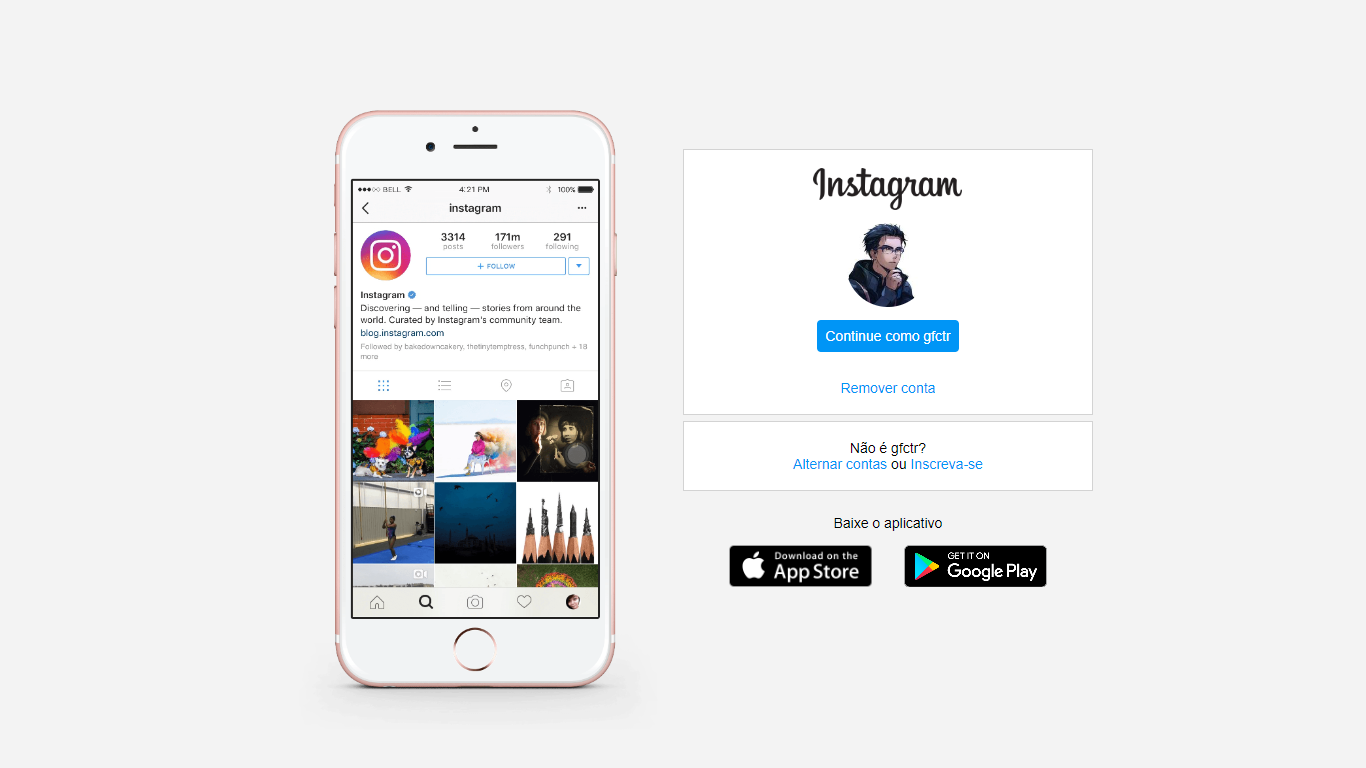 BELL
4:21 PM
100%
instagram
3314
171m
291
posts
followers
following
+ FOLLOW
Instagram
Discovering — and telling — stories from around the
world. Curated by Instagram's community team.
blog.instagram.com
Followed by bakedowncakery, thetinytemptress, funchpunch + 18
more
Instagram
Continue como gfctr
Remover conta
Não é gfctr?
Alternar contas ou Inscreva-se
Baixe o aplicativo
Download on the
App Store
GET IT ON
Google Play